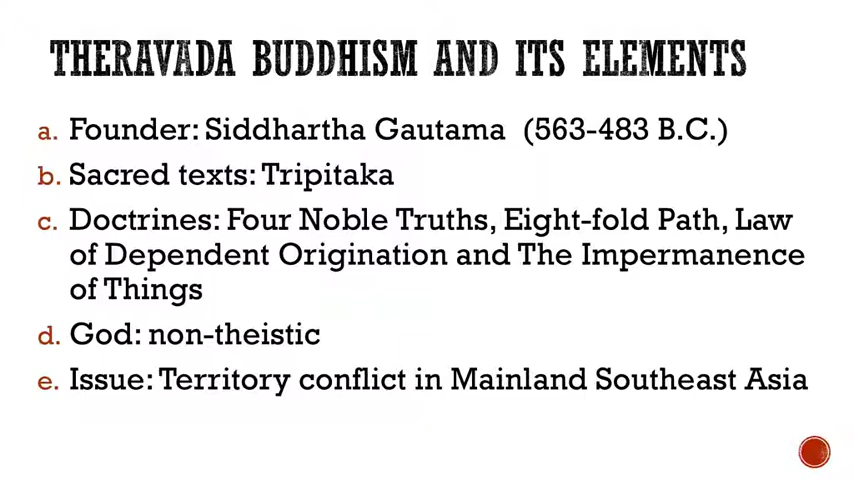 THERAVADA BUDDHISM AND ITS ELEMENTS
a. Founder: Siddhartha Gautama (563-483 B.C.)
b. Sacred texts: Tripitaka
c. Doctrines: Four Noble Truths, Eight-fold Path, Law
of Dependent Origination and The Impermanence
of Things
d. God: non-theistic
e. Issue: Territory conflict in Mainland Southeast Asia